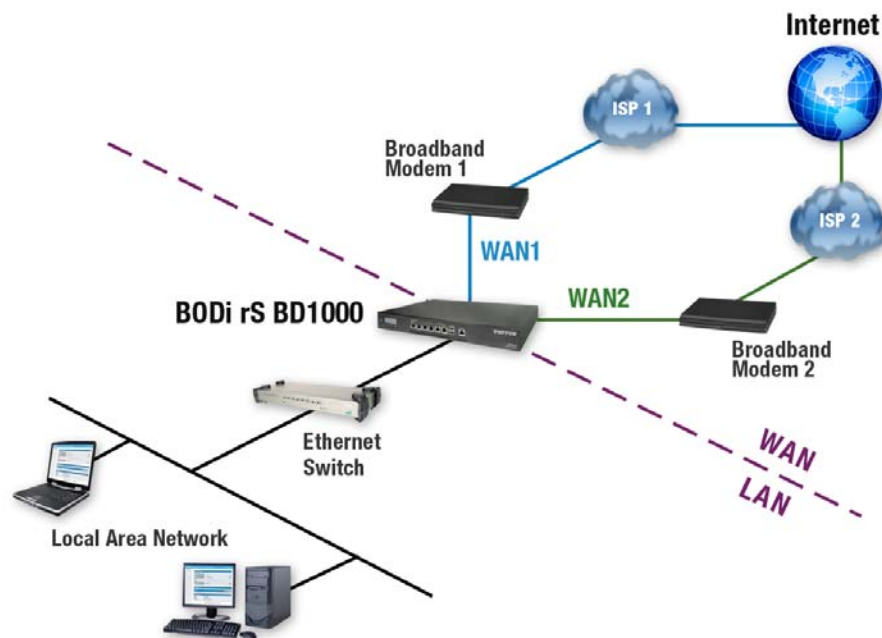 Internet
ISP 1
Broadband
Modem 1
ISP 2
WAN1
BODi rS BD1000
WAN2
Broadband
Modem 2
Ethernet
Switch
WAN
LAN
Local Area Network